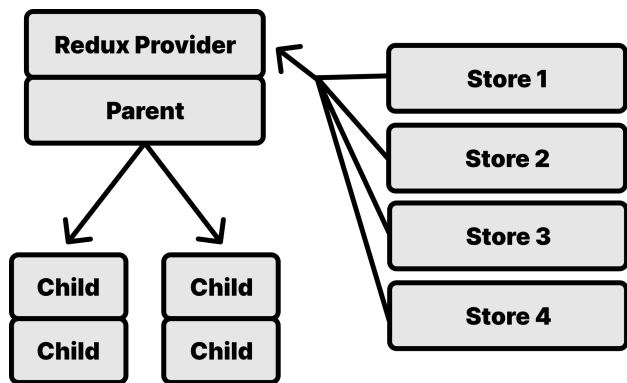 Redux Provider
Parent
Store 1
Store 2
Store 3
Store 4
Child
Child
Child
Child